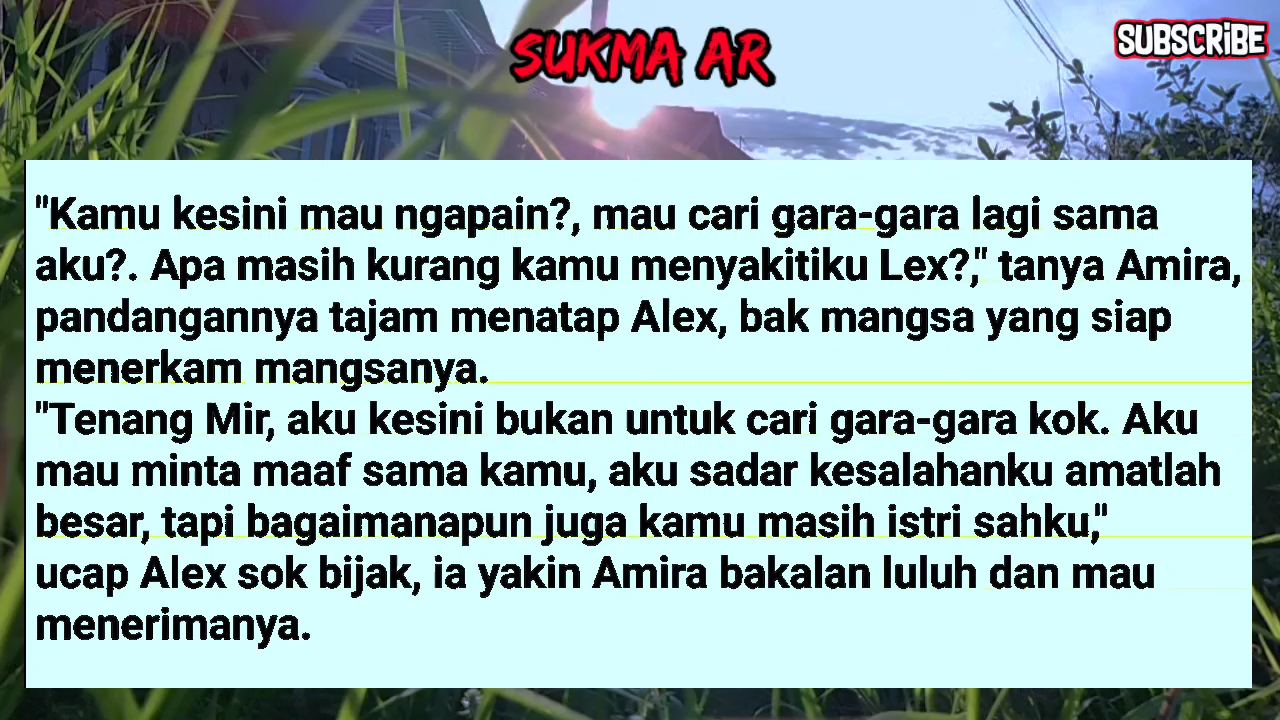 SUKMA AR
SUBSCRIBE
"Kamu kesini mau ngapain?, mau cari gara-gara lagi sama
aku?. Apa masih kurang kamu menyakitiku Lex?," tanya Amira,
pandangannya tajam menatap Alex, bak mangsa yang siap
menerkam mangsanya.
"Tenang Mir, aku kesini bukan untuk cari gara-gara kok. Aku
mau minta maaf sama kamu, aku sadar kesalahanku amatlah
besar, tapi bagaimanapun juga kamu masih istri sahku,"
ucap Alex sok bijak, ia yakin Amira bakalan luluh dan mau
menerimanya.